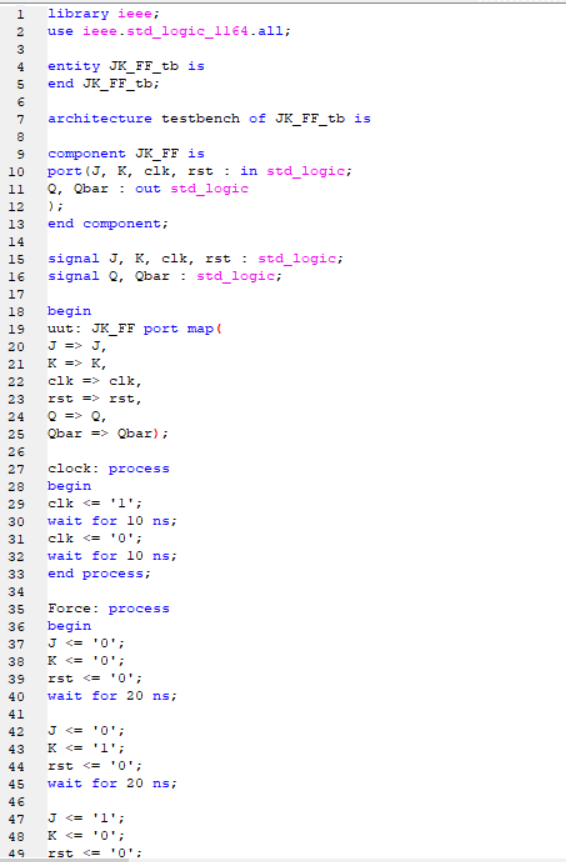 1 library ieee;
2 use ieee.std_logic_1164.all;
3
4 entity JK_FF_tb is
5 end JK_FF_tb;
6
7 architecture testbench of JK_FF_tb is
8
9 component JK_FF is
10 port(J, K, clk, rst : in std_logic;
11 Q, Qbar : out std_logic
12 );
13 end component;
14
15 signal J, K, clk, rst : std_logic;
16 signal Q, Qbar : std_logic;
17
18 begin
19 uut: JK_FF port map(
20 J => J,
21 K => K,
22 clk => clk,
23 rst => rst,
24 Q => Q,
25 Qbar => Qbar);
26
27 clock: process
28 begin
29 clk <= '1';
30 wait for 10 ns;
31 clk <= '0';
32 wait for 10 ns;
33 end process;
34
35 Force: process
36 begin
37 J <= '0';
38 K <= '0';
39 rst <= '0';
40 wait for 20 ns;
41
42 J <= '0';
43 K <= '1';
44 rst <= '0';
45 wait for 20 ns;
46
47 J <= '1';
48 K <= '0';
49 rst <= '0';